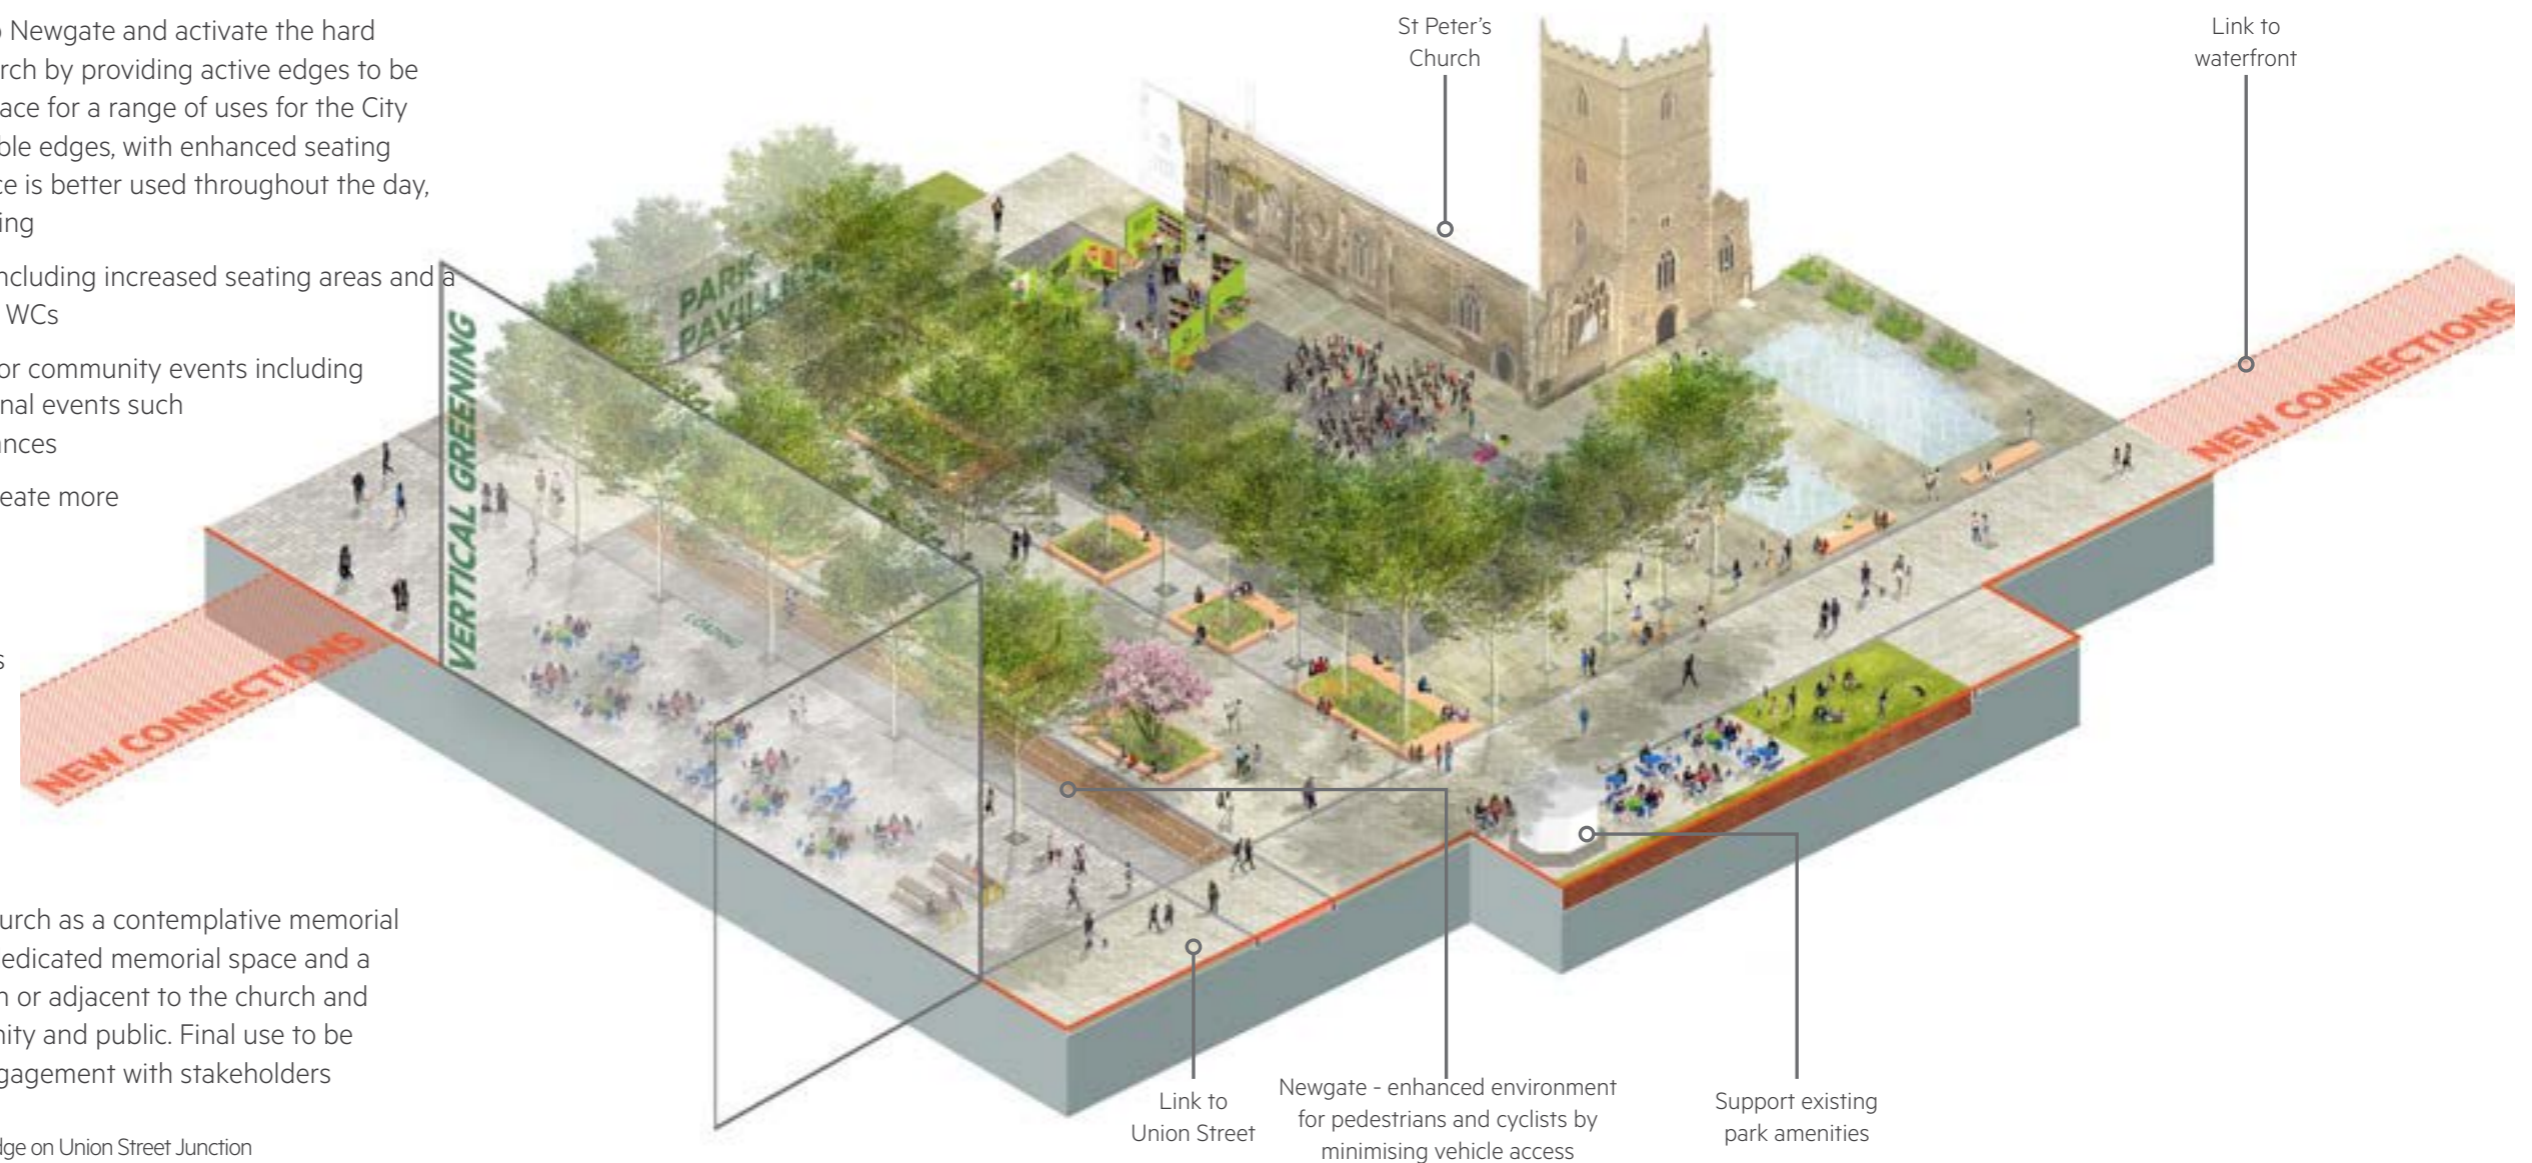 Newgate and activate the hard
rch by providing active edges to be
ace for a range of uses for the City
ble edges, with enhanced seating
ce is better used throughout the day,
ing
ncluding increased seating areas and a
WCs
or community events including
nal events such
ances
eate more
s
urch as a contemplative memorial
edicated memorial space and a
n or adjacent to the church and
nity and public. Final use to be
gagement with stakeholders
dge on Union Street Junction
St Peter's
Church
Link to
waterfront
PARK
VERTICAL GREENING
LOADING
NEW CONNECTIONS
NEW CONNECTIONS
Link to
Union Street
Newgate - enhanced environment
for pedestrians and cyclists by
minimising vehicle access
Support existing
park amenities